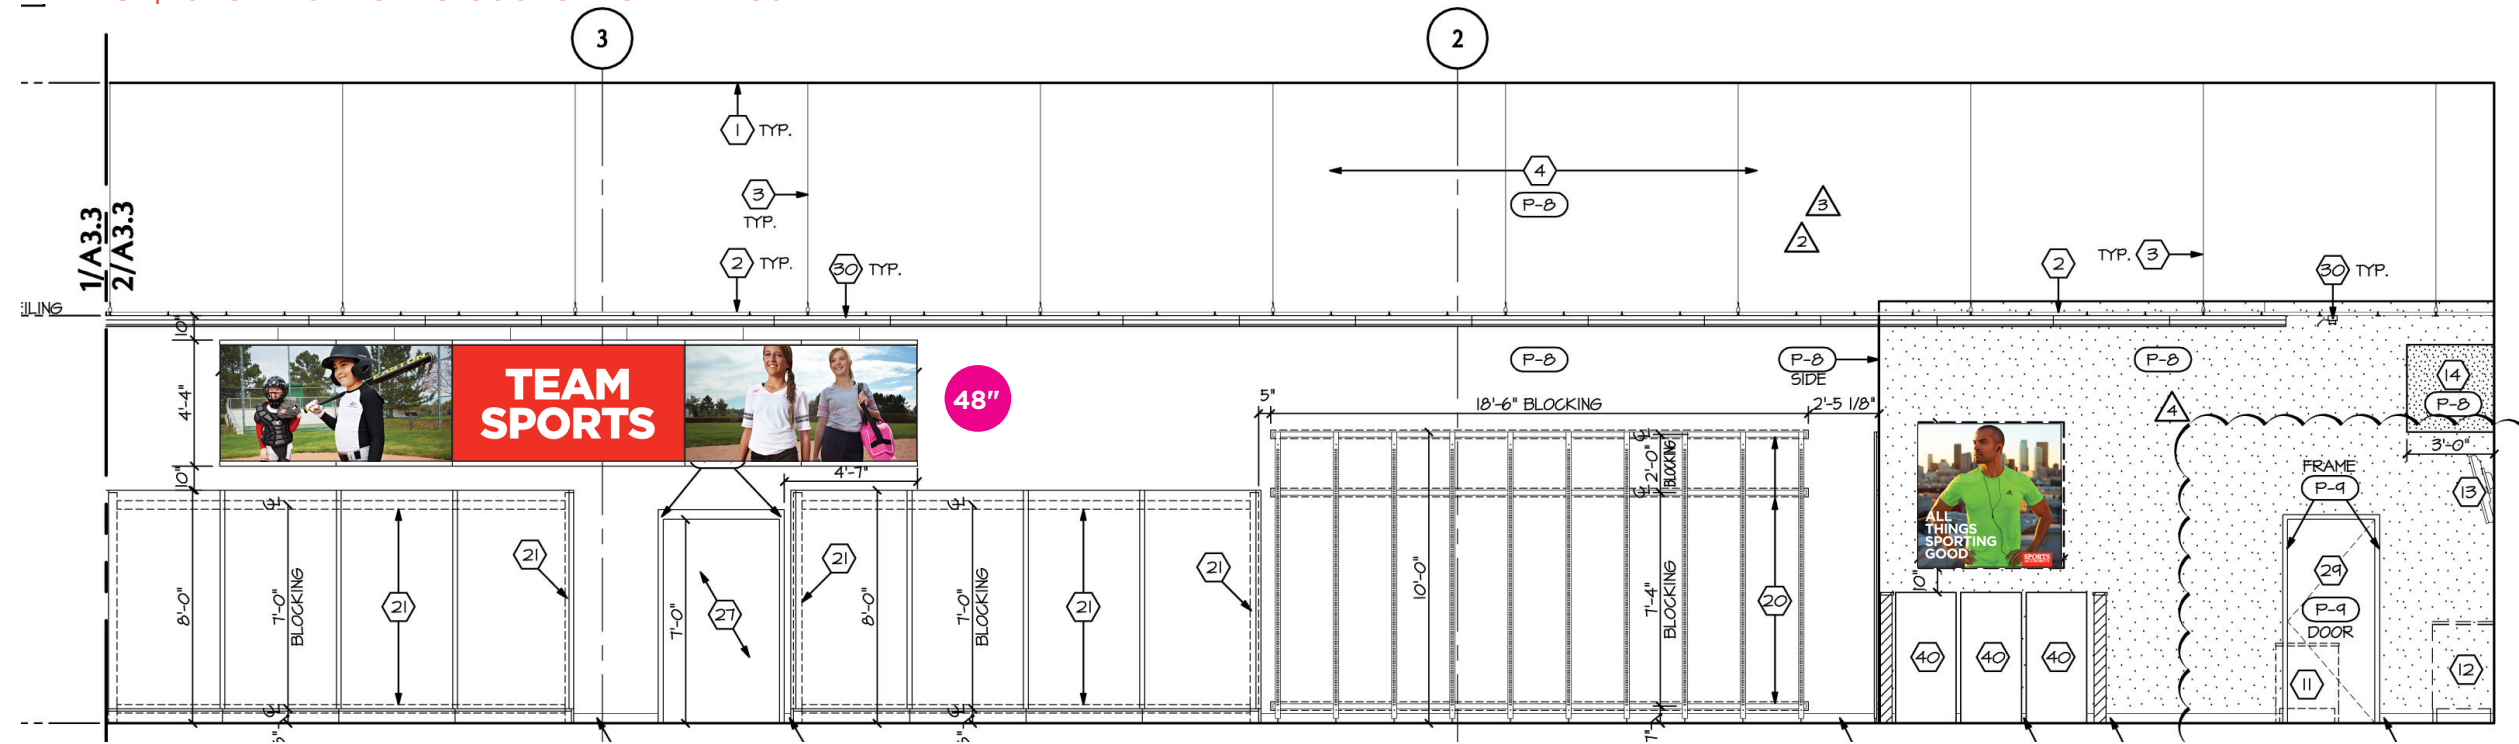 3
2
1
TYP.
4
3
TYP.
P-8
3
2
1/A3.3
2/A3.3
2
TYP.
30
TYP.
2
TYP.
3
30
TYP.
EILING
10"
TEAM
SPORTS
48"
P-8
P-8
SIDE
P-8
14
P-8
4'-4"
5"
18'-6" BLOCKING
2'-5 1/8"
4
3'-0"
10"
4'-7"
2'-0"
BLOCKING
FRAME
P-9
13
ALL
THINGS
SPORTING
GOOD
SPORTS
21
21
21
8'-0"
7'-0"
BLOCKING
21
7'-0"
27
8'-0"
7'-0"
BLOCKING
21
10'-0"
7'-4"
BLOCKING
20
10"
29
P-9
DOOR
40
40
40
11
12